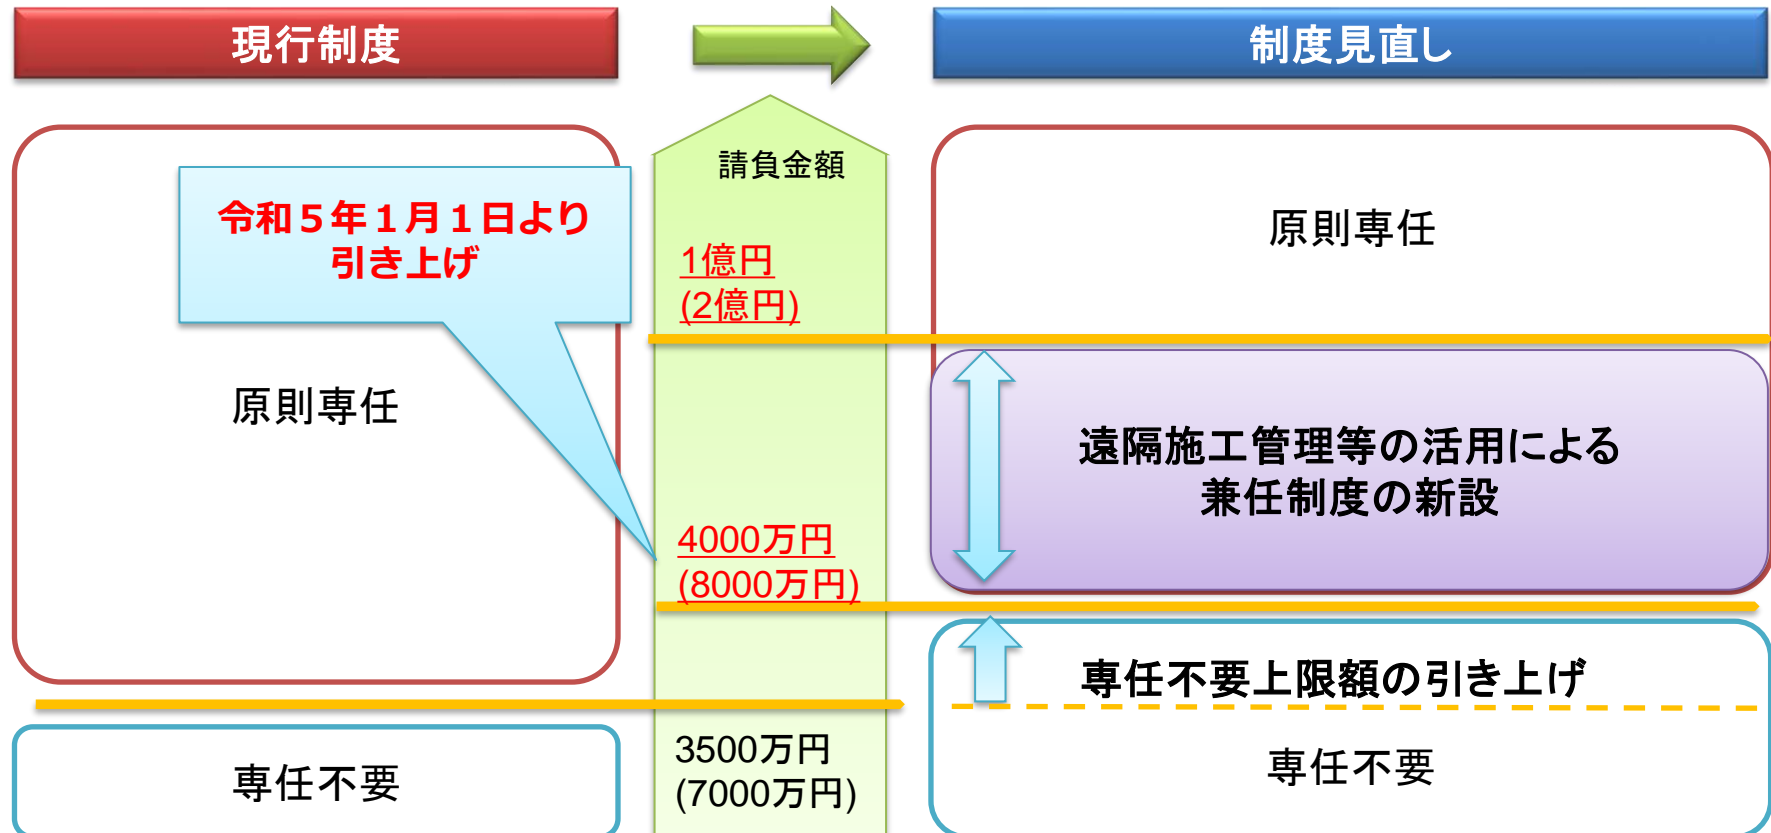 現行制度
制度見直し
請負金額
令和５年１月１日より
引き上げ
1億円
(2億円)
原則専任
原則専任
遠隔施工管理等の活用による
兼任制度の新設
4000万円
(8000万円)
専任不要上限額の引き上げ
3500万円
(7000万円)
専任不要
専任不要